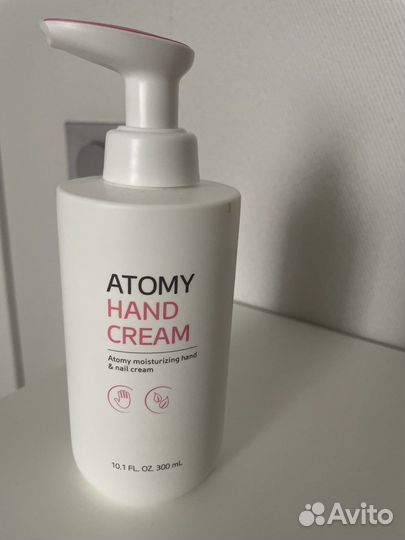 ATOMY
HAND
CREAM
Atomy moisturizing hand
& nail cream
10.1 FL. OZ. 300 mL
Avito